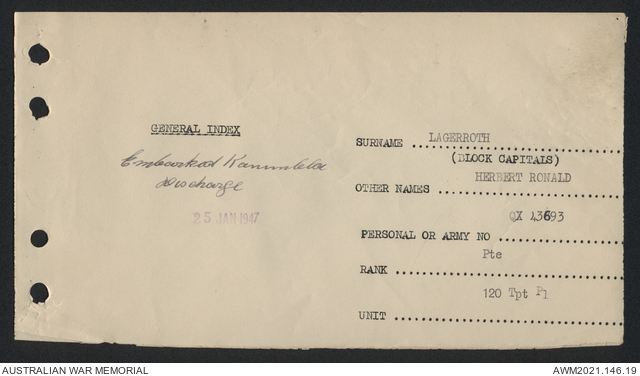 GENERAL INDEX
Embarked Kanimbla
Discharge
25 JAN 1947
SURNAME LAGERROTH
(BLOCK CAPITALS)
HERBERT RONALD
OTHER NAMES
QX 43693
PERSONAL OR ARMY NO
Pte
RANK
120 Tpt Pl
UNIT
AUSTRALIAN WAR MEMORIAL
AWM2021.146.19